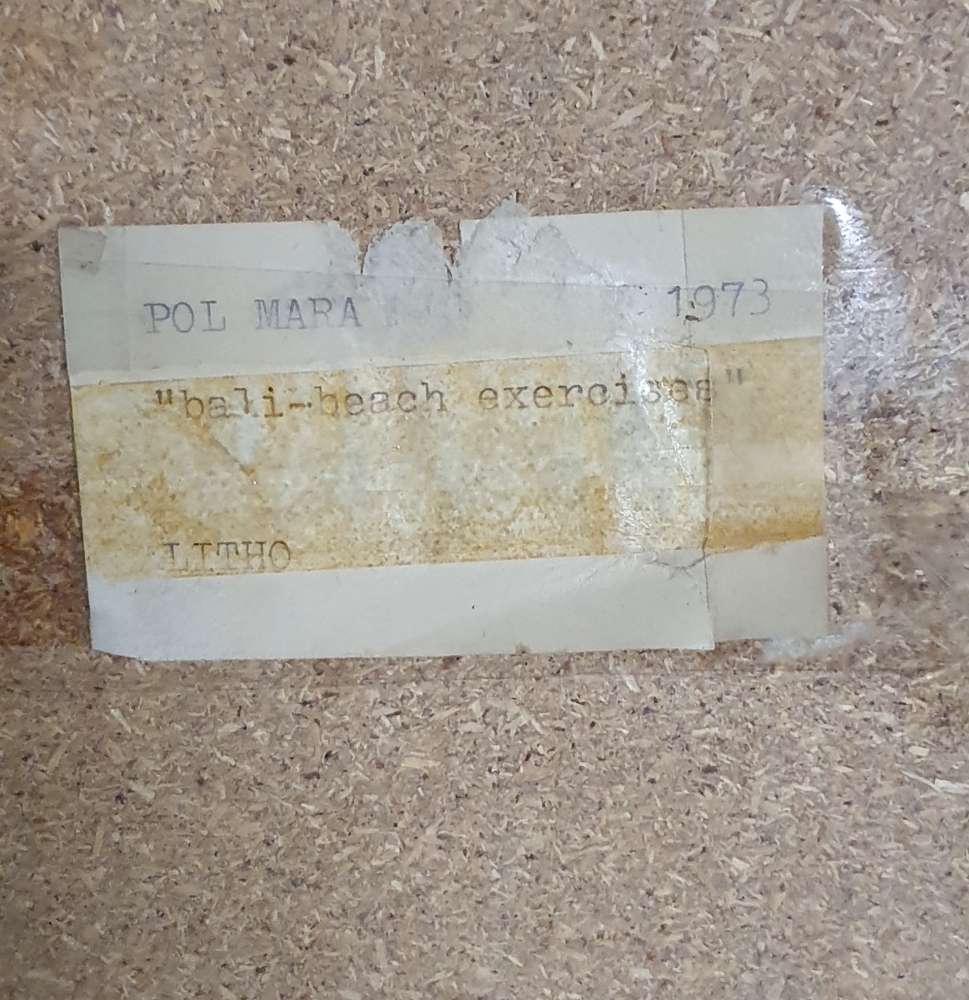 POL MARA 1973
"bali-beach exercises"
LITHO